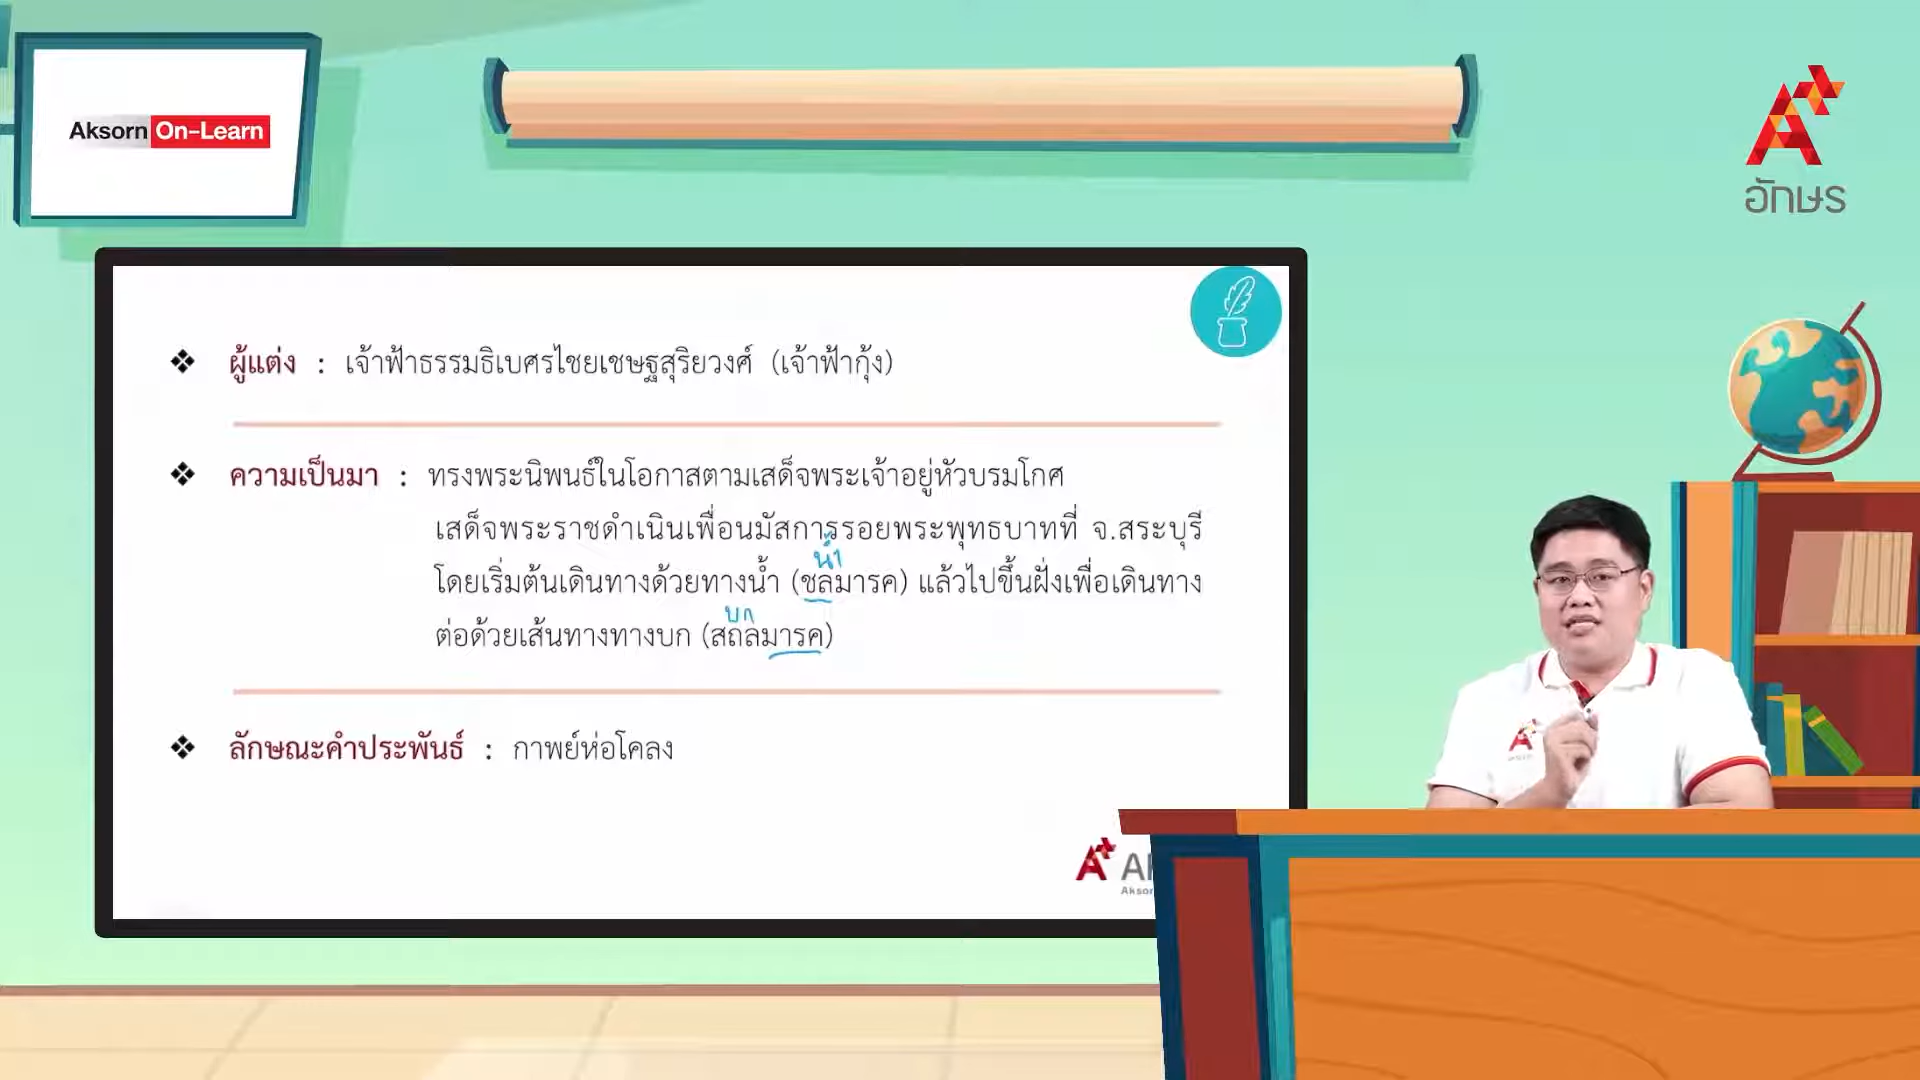 Aksorn On-Learn
อักษร
❖ ผู้แต่ง : เจ้าฟ้าธรรมธิเบศรไชยเชษฐสุริยวงศ์ (เจ้าฟ้ากุ้ง)
❖ ความเป็นมา : ทรงพระนิพนธ์ในโอกาสตามเสด็จพระเจ้าอยู่หัวบรมโกศ
เสด็จพระราชดำเนินเพื่อนมัสการรอยพระพุทธบาทที่ จ.สระบุรี
น้ำ
โดยเริ่มต้นเดินทางด้วยทางน้ำ (ชลมารค) แล้วไปขึ้นฝั่งเพื่อเดินทาง
บก
ต่อด้วยเส้นทางทางบก (สถลมารค)
❖ ลักษณะคำประพันธ์ : กาพย์ห่อโคลง